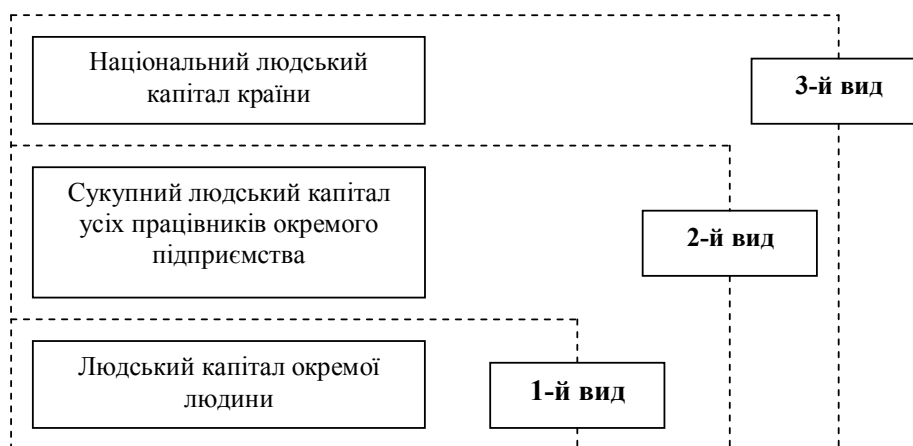 Національний людський
капітал країни
3-й вид
Сукупний людський капітал
усіх працівників окремого
підприємства
2-й вид
Людський капітал окремої
людини
1-й вид